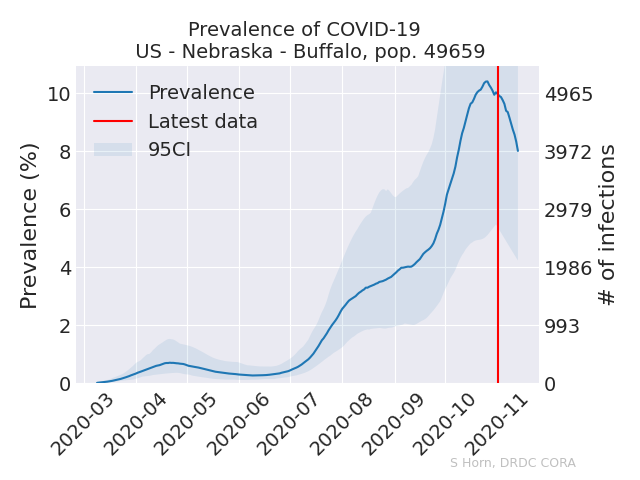 Prevalence of COVID-19
US - Nebraska - Buffalo, pop. 49659
Prevalence
Latest data
95CI
Prevalence (%)
10
8
6
4
2
0
4965
3972
2979
1986
993
0
# of infections
2020-03
2020-04
2020-05
2020-06
2020-07
2020-08
2020-09
2020-10
2020-11
S Horn, DRDC CORA